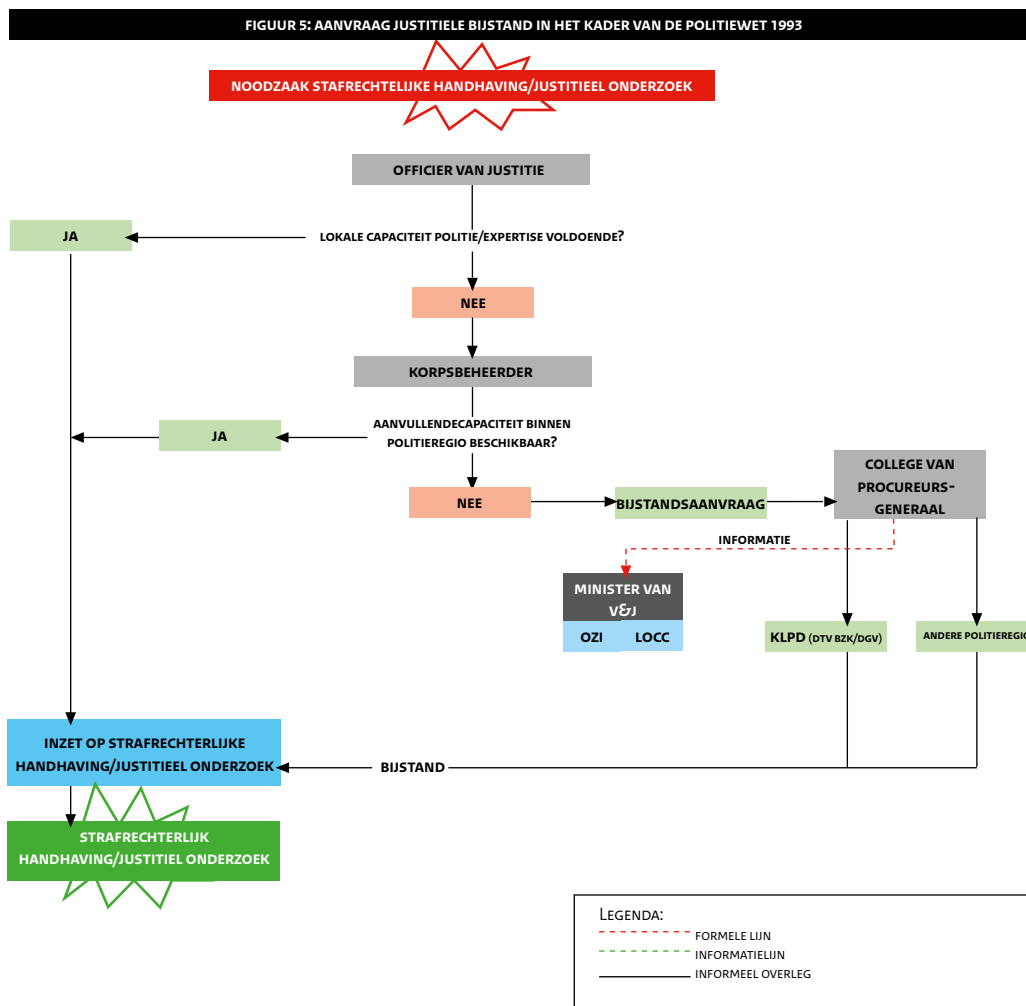 FIGUUR 5: AANVRAAG JUSTITIELE BIJSTAND IN HET KADER VAN DE POLITIEWET 1993
NOODZAAK STAFRECHTELIJKE HANDHAVING/JUSTITIEEL ONDERZOEK
OFFICIER VAN JUSTITIE
JA
LOKALE CAPACITEIT POLITIE/EXPERTISE VOLDOENDE?
NEE
KORPSBEHEERDER
JA
AANVULLENDECAPACITEIT BINNEN
POLITIEREGIO BESCHIKBAAR?
NEE
BIJSTANDSAANVRAAG
COLLEGE VAN
PROCUREURS-
GENERAAL
INFORMATIE
MINISTER VAN
V&J
OZI
LOCC
KLPD (DTV BZK/DGV)
ANDERE POLITIEREGIO
INZET OP STRAFRECHTERLIJKE
HANDHAVING/JUSTITIEEL ONDERZOEK
BIJSTAND
STRAFRECHTERLIJK
HANDHAVING/JUSTITIEL ONDERZOEK
LEGENDA:
FORMELE LIJN
INFORMATIELIJN
INFORMEEL OVERLEG